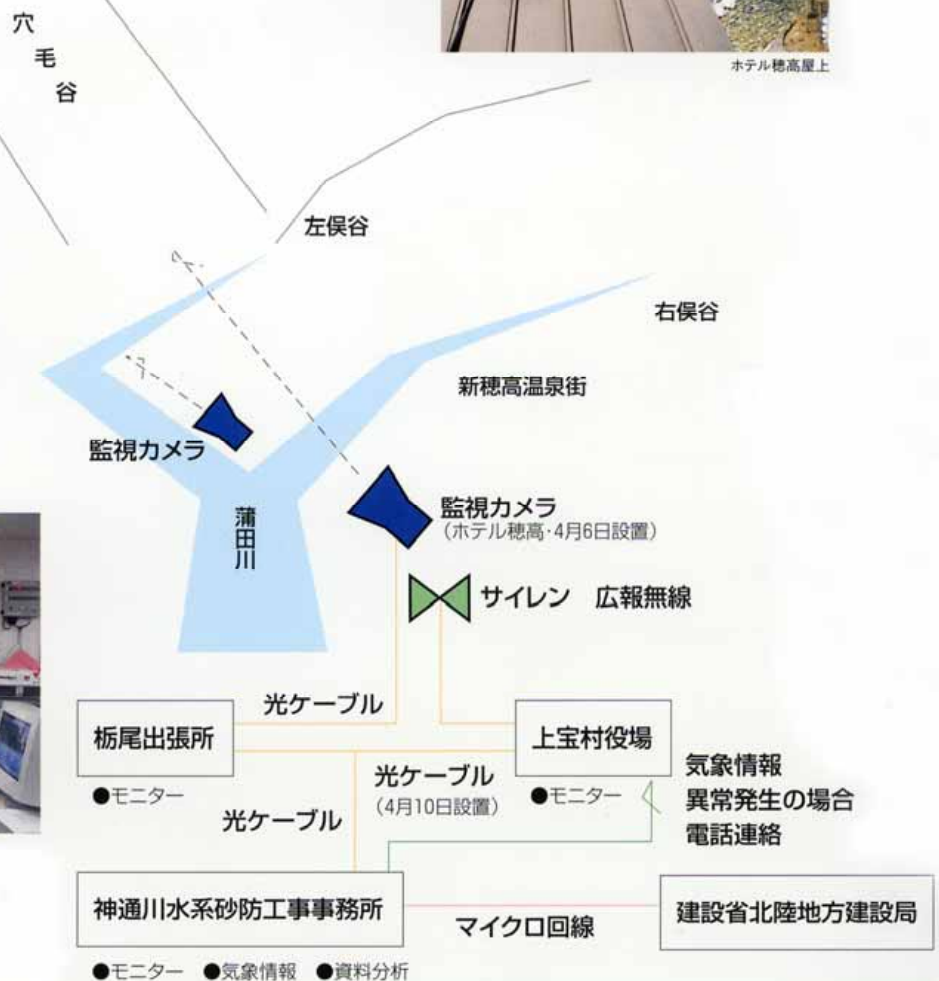 穴毛谷
ホテル穂高屋上
左俣谷
右俣谷
新穂高温泉街
監視カメラ
監視カメラ
(ホテル穂高・4月6日設置)
蒲田川
サイレン　広報無線
光ケーブル
栃尾出張所
上宝村役場
●モニター
光ケーブル
(4月10日設置)
●モニター
気象情報
異常発生の場合
電話連絡
光ケーブル
神通川水系砂防工事事務所
マイクロ回線
建設省北陸地方建設局
●モニター　●気象情報　●資料分析